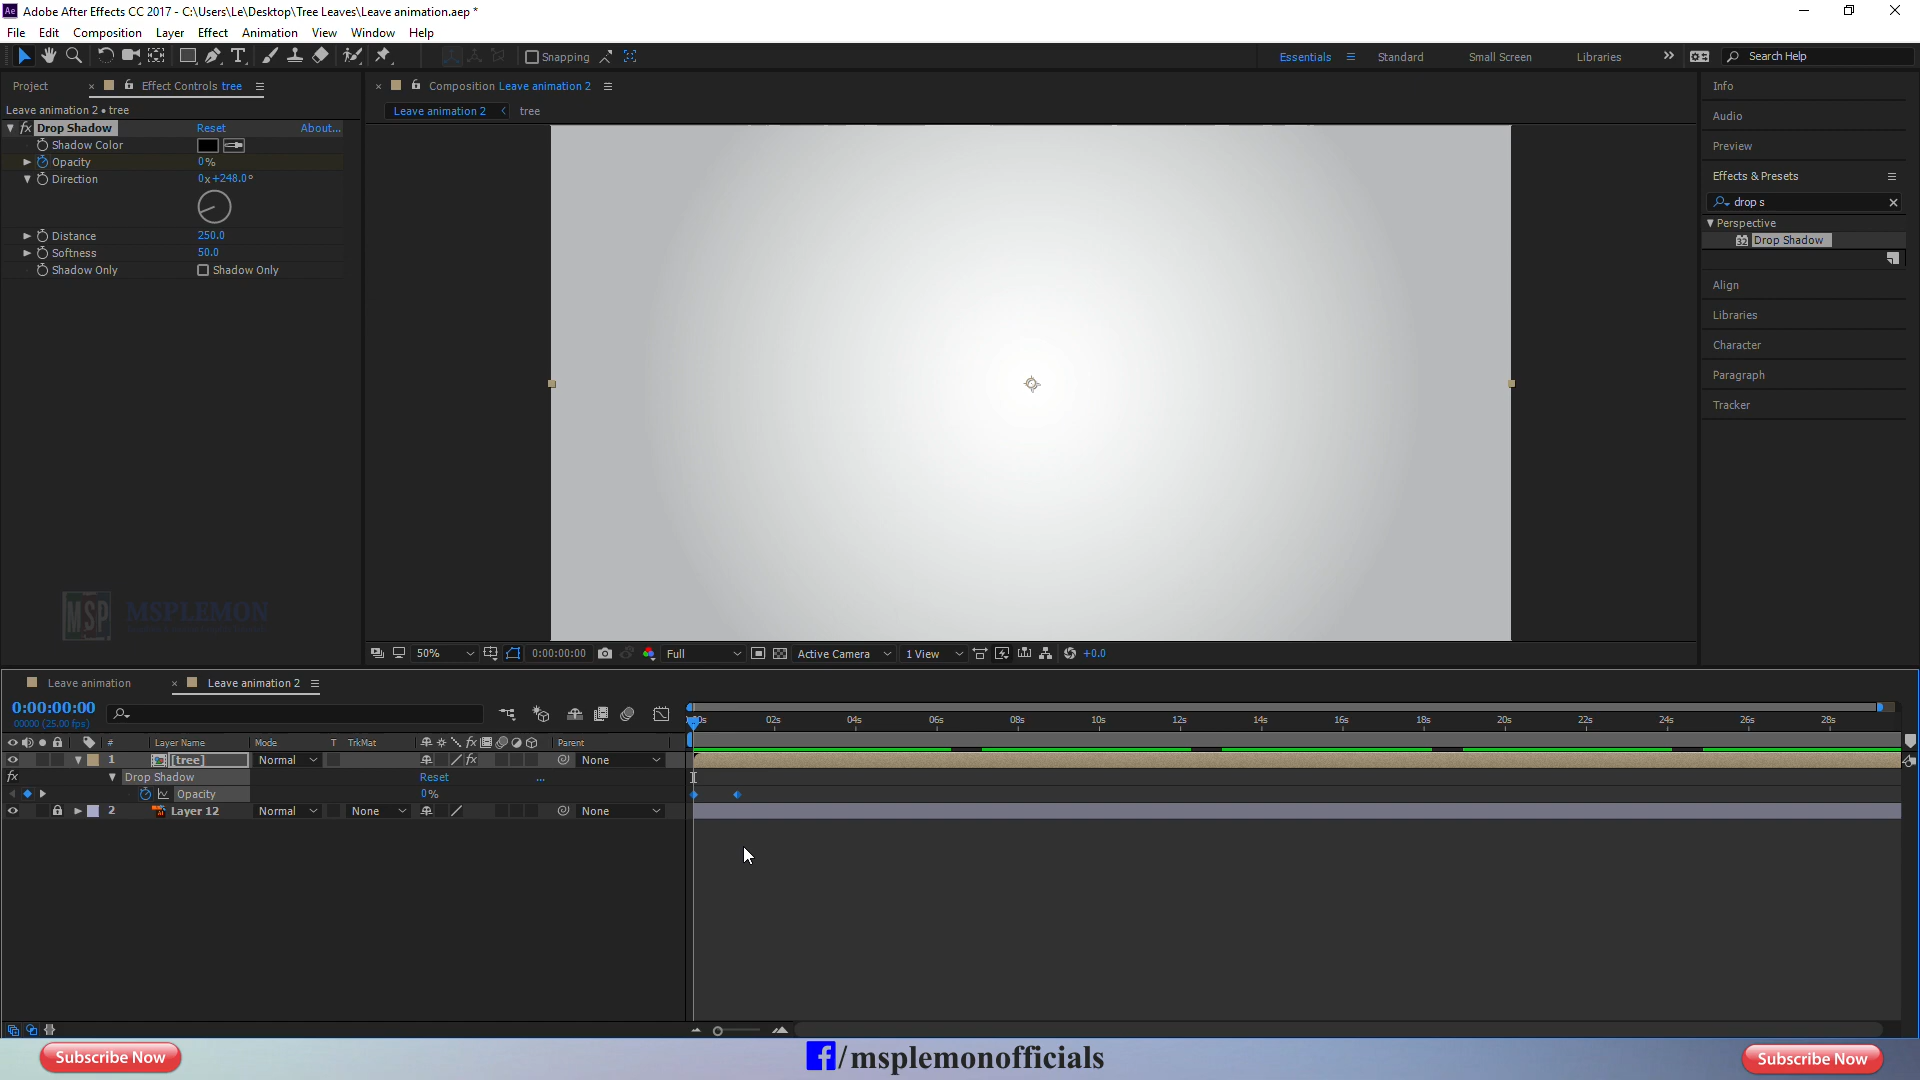 Adobe After Effects CC 2017 - C:\Users\Le\Desktop\Tree Leaves\Leave animation.aep *
File Edit Composition Layer Effect Animation View Window Help
Snapping
Essentials Standard Small Screen Libraries Search Help
Project Effect Controls tree
Leave animation 2 • tree
Drop Shadow Reset About...
Shadow Color
Opacity 0%
Direction 0x+248.0°
Distance 250.0
Softness 50.0
Shadow Only Shadow Only
MSP MSPLEMON
Composition Leave animation 2
Leave animation 2 < tree
50% 0:00:00:00 Full Active Camera 1 View +0.0
Info
Audio
Preview
Effects & Presets
drop s
Perspective
32 Drop Shadow
Align
Libraries
Character
Paragraph
Tracker
Leave animation Leave animation 2
0:00:00:00
00000 (25.00 fps)
02s 04s 06s 08s 10s 12s 14s 16s 18s 20s 22s 24s 26s 28s
# Layer Name Mode T TrkMat Parent
1 [tree] Normal None
fx Drop Shadow Reset ...
Opacity 0%
2 Layer 12 Normal None None
Subscribe Now /msplemonofficials Subscribe Now